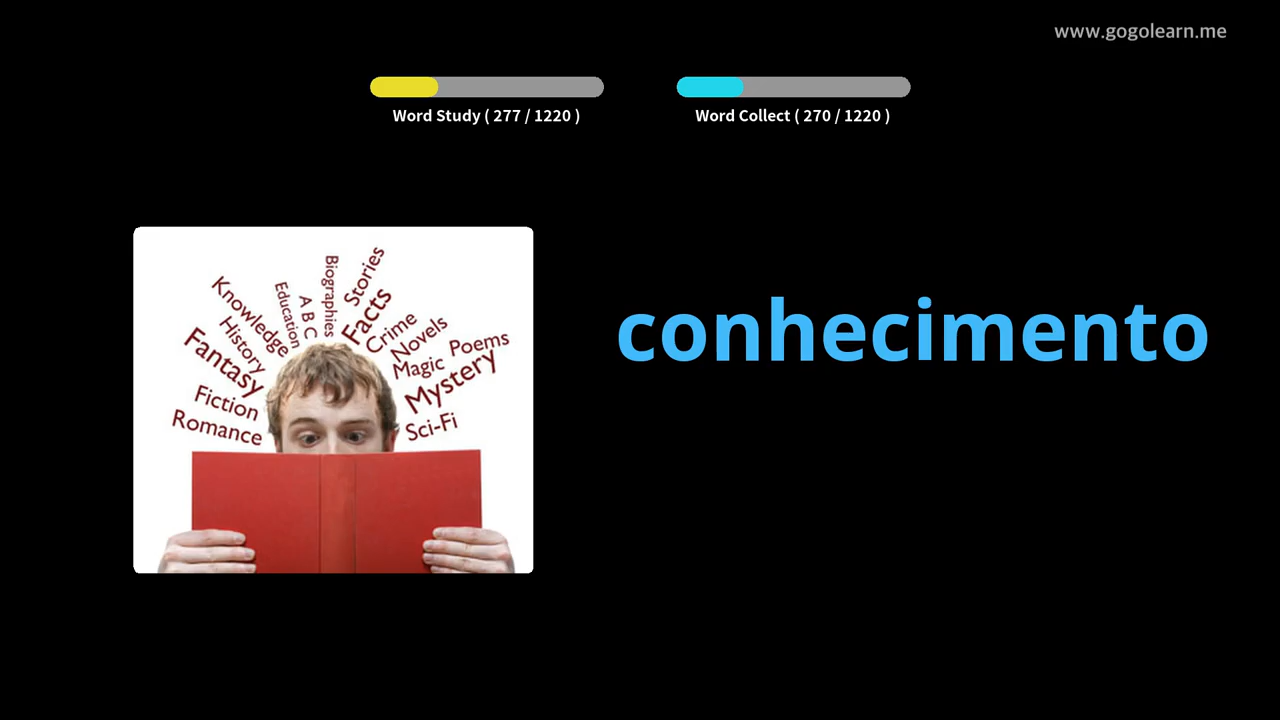 www.gogolearn.me
Word Study ( 277 / 1220 )
Word Collect ( 270 / 1220 )
Stories
Biographies
Facts
A B C
Education
Knowledge
Crime
History
Novels
Poems
Fantasy
Magic
Mystery
Fiction
Sci-Fi
Romance
conhecimento